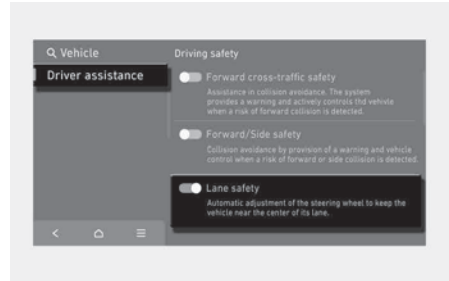 Vehicle
Driving safety
Driver assistance
Forward cross-traffic safety
Assistance in collision avoidance. The system
provides a warning and actively controls thd vehivle
when a risk of forward collision is detected.
Forward/Side safety
Collision avoidance by provision of a warning and vehicle
control when a risk of forward or side collision is detected.
Lane safety
Automatic adjustment of the steering wheel to keep the
vehicle near the center of its lane.